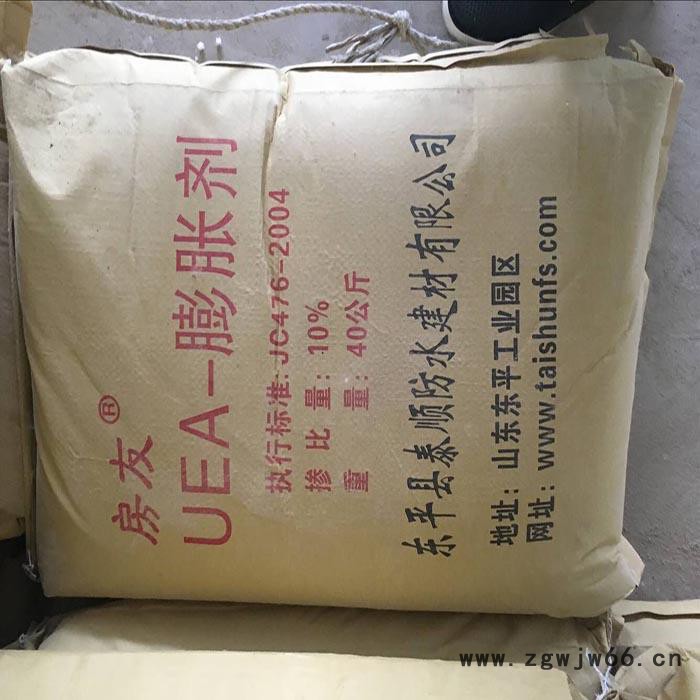 房友®
UEA-膨胀剂
执行标准: JC476-2004
掺比量: 10%
重量: 40公斤
东平县泰顺防水建材有限公司
地址: 山东东平工业园区
网址: www.taishunfs.com
www.zgwjw66.cn